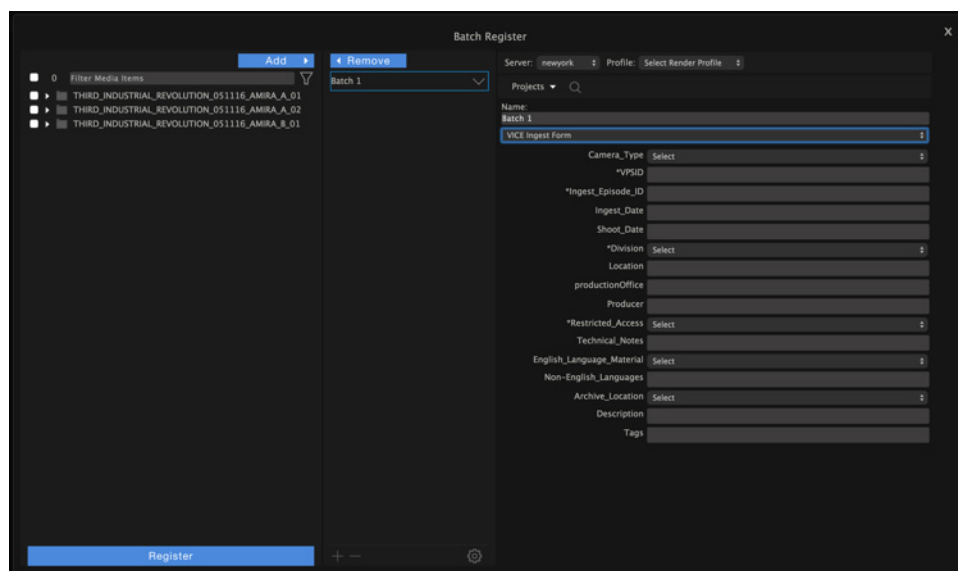 Batch Register
X
Add
Remove
0 Filter Media Items
THIRD_INDUSTRIAL_REVOLUTION_051116_AMIRA_A_01
THIRD_INDUSTRIAL_REVOLUTION_051116_AMIRA_A_02
THIRD_INDUSTRIAL_REVOLUTION_051116_AMIRA_B_01
Register
Batch 1
Server: newyork Profile: Select Render Profile
Projects
Name:
Batch 1
VICE Ingest Form
Camera_Type Select
*VPSID
*Ingest_Episode_ID
Ingest_Date
Shoot_Date
*Division Select
Location
productionOffice
Producer
*Restricted_Access Select
Technical_Notes
English_Language_Material Select
Non-English_Languages
Archive_Location Select
Description
Tags